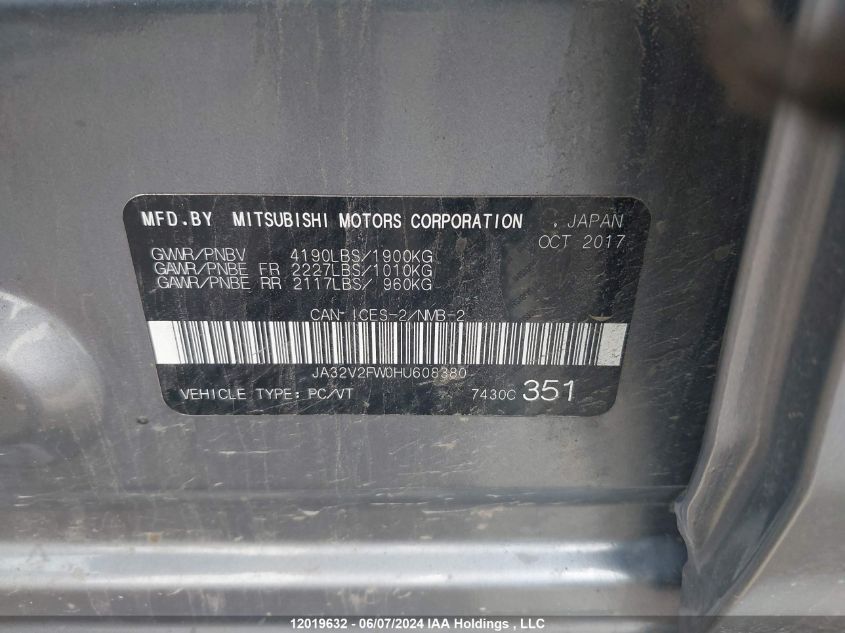 MFD.BY MITSUBISHI MOTORS CORPORATION , JAPAN
OCT 2017
GVWR/PNBV 4190LBS/1900KG
GAWR/PNBE FR 2227LBS/1010KG
GAWR/PNBE RR 2117LBS/ 960KG
CAN-ICES-2/NMB-2
JA32V2FW0HU608380
VEHICLE TYPE: PC/VT 7430C 351
12019632 - 06/07/2024 IAA Holdings , LLC